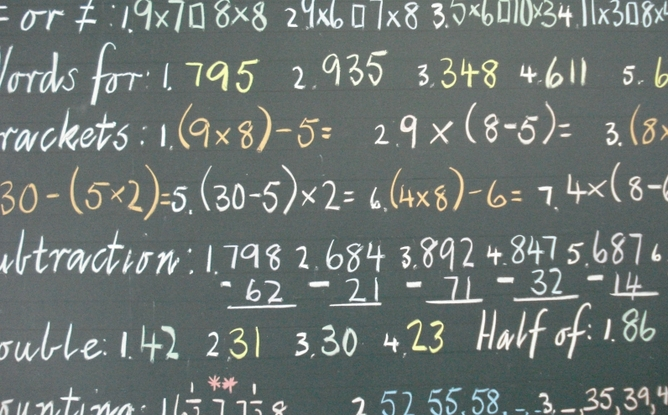 or ≠: 1.9×7□8×8 2.9×6□7×8 3.5×6□10×3 4.11×3□8×
ords for: 1. 795 2. 935 3. 348 4. 611 5. 6
rackets: 1. (9×8)-5= 2. 9×(8-5)= 3. (8×
30-(5×2)= 5. (30-5)×2= 6. (4×8)-6= 7. 4×(8-6
ubtraction: 1. 798 2. 684 3. 892 4. 847 5. 687 6
-62 -21 -71 -32 -14
ouble: 1. 42 2. 31 3. 30 4. 23 Half of: 1. 86
unting: 2. 52, 55, 58, 3. 35, 39, 4